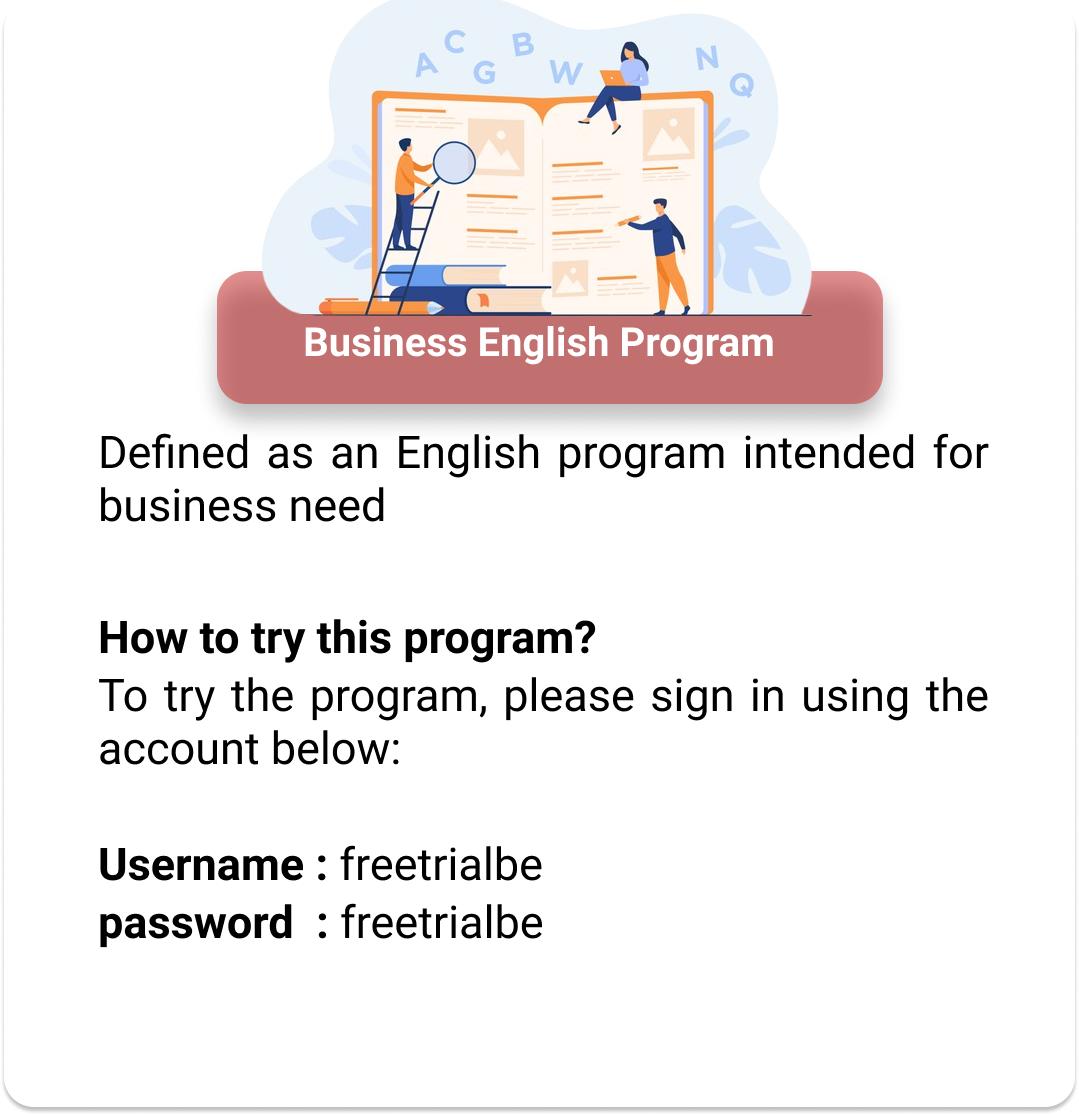 A C G B W N Q
Business English Program
Defined as an English program intended for
business need
How to try this program?
To try the program, please sign in using the
account below:
Username : freetrialbe
password : freetrialbe